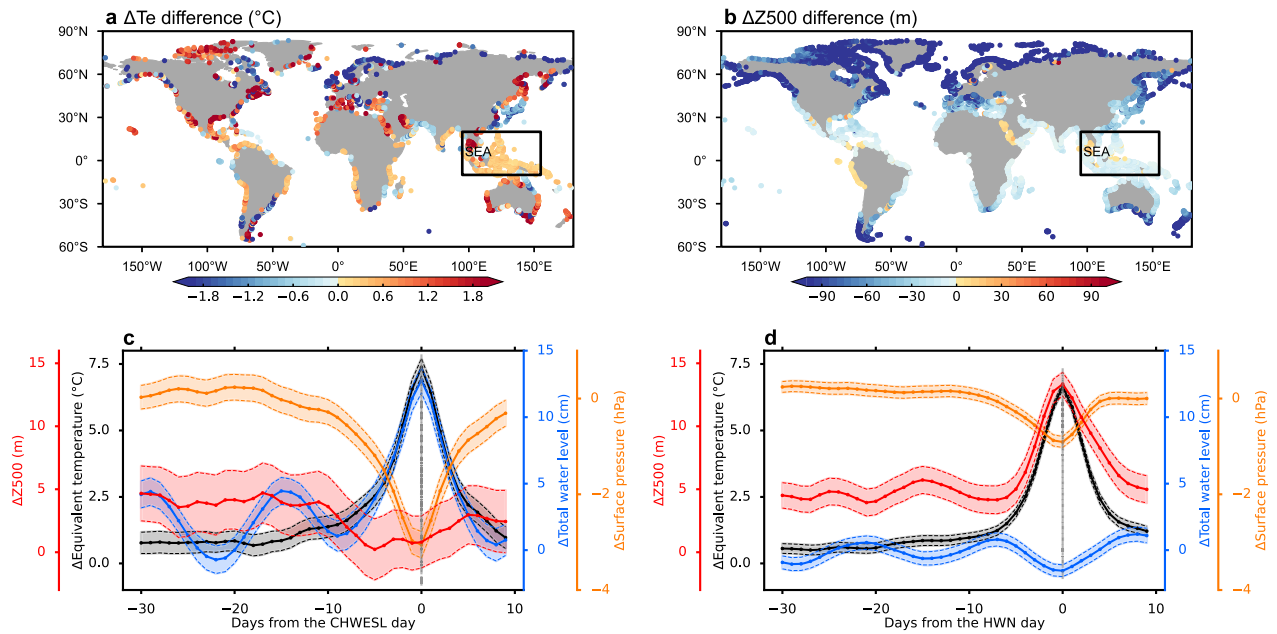 a ΔTe difference (°C)
90°N
60°N
30°N
0°
30°S
60°S
SEA
150°W 100°W 50°W 0° 50°E 100°E 150°E
−1.8 −1.2 −0.6 0.0 0.6 1.2 1.8
b ΔZ500 difference (m)
90°N
60°N
30°N
0°
30°S
60°S
SEA
150°W 100°W 50°W 0° 50°E 100°E 150°E
−90 −60 −30 0 30 60 90
c
ΔZ500 (m)
15
10
5
0
ΔEquivalent temperature (°C)
7.5
5.0
2.5
0.0
ΔTotal water level (cm)
15
10
5
0
ΔSurface pressure (hPa)
0
−2
−4
−30 −20 −10 0 10
Days from the CHWESL day
d
ΔZ500 (m)
15
10
5
0
ΔEquivalent temperature (°C)
7.5
5.0
2.5
0.0
ΔTotal water level (cm)
15
10
5
0
ΔSurface pressure (hPa)
0
−2
−4
−30 −20 −10 0 10
Days from the HWN day